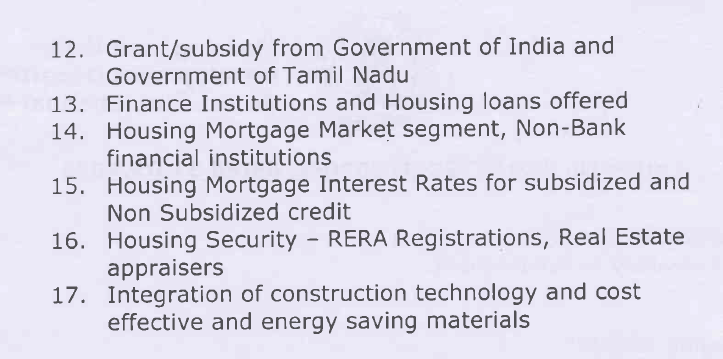 12. Grant/subsidy from Government of India and
Government of Tamil Nadu
13. Finance Institutions and Housing loans offered
14. Housing Mortgage Market segment, Non-Bank
financial institutions
15. Housing Mortgage Interest Rates for subsidized and
Non Subsidized credit
16. Housing Security – RERA Registrations, Real Estate
appraisers
17. Integration of construction technology and cost
effective and energy saving materials